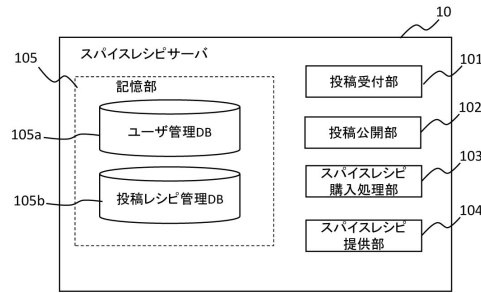 10
スパイスレシピサーバ
105
記憶部
105a
ユーザ管理DB
105b
投稿レシピ管理DB
投稿受付部
101
投稿公開部
102
スパイスレシピ
購入処理部
103
スパイスレシピ
提供部
104